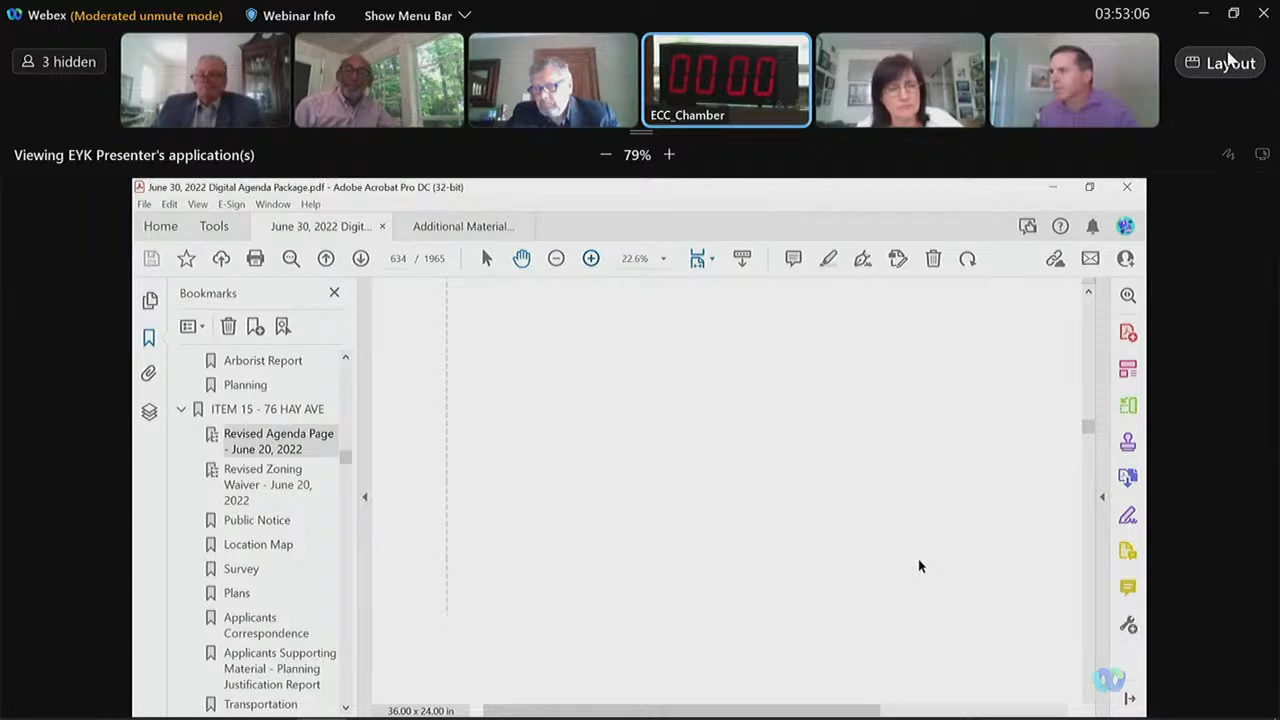 Webex (Moderated unmute mode) Webinar Info Show Menu Bar 03:53:06
3 hidden
00 00
ECC_Chamber
Layout
Viewing EYK Presenter's application(s) 79%
June 30, 2022 Digital Agenda Package.pdf - Adobe Acrobat Pro DC (32-bit)
File Edit View E-Sign Window Help
Home Tools June 30, 2022 Digit... × Additional Material...
634 / 1965 22.6%
Bookmarks
Arborist Report
Planning
ITEM 15 - 76 HAY AVE
Revised Agenda Page
- June 20, 2022
Revised Zoning
Waiver - June 20,
2022
Public Notice
Location Map
Survey
Plans
Applicants
Correspondence
Applicants Supporting
Material - Planning
Justification Report
Transportation
36.00 x 24.00 in